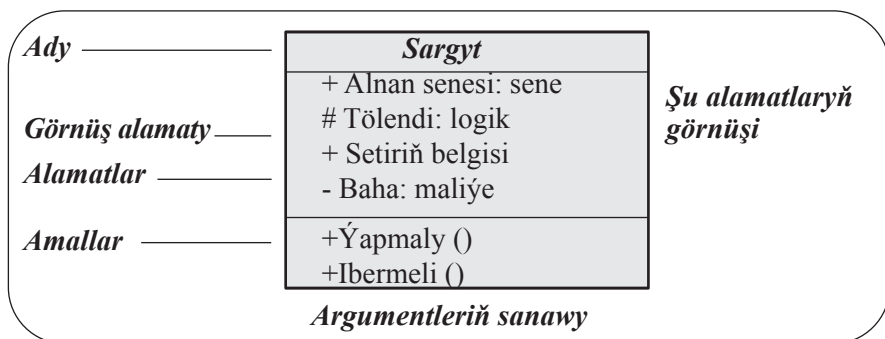 Ady
Sargyt
+ Alnan senesi: sene
Şu alamatlaryň
görnüşi
Görnüş alamaty
# Tölendi: logik
+ Setiriň belgisi
Alamatlar
- Baha: maliýe
Amallar
+Ýapmaly ()
+Ibermeli ()
Argumentleriň sanawy